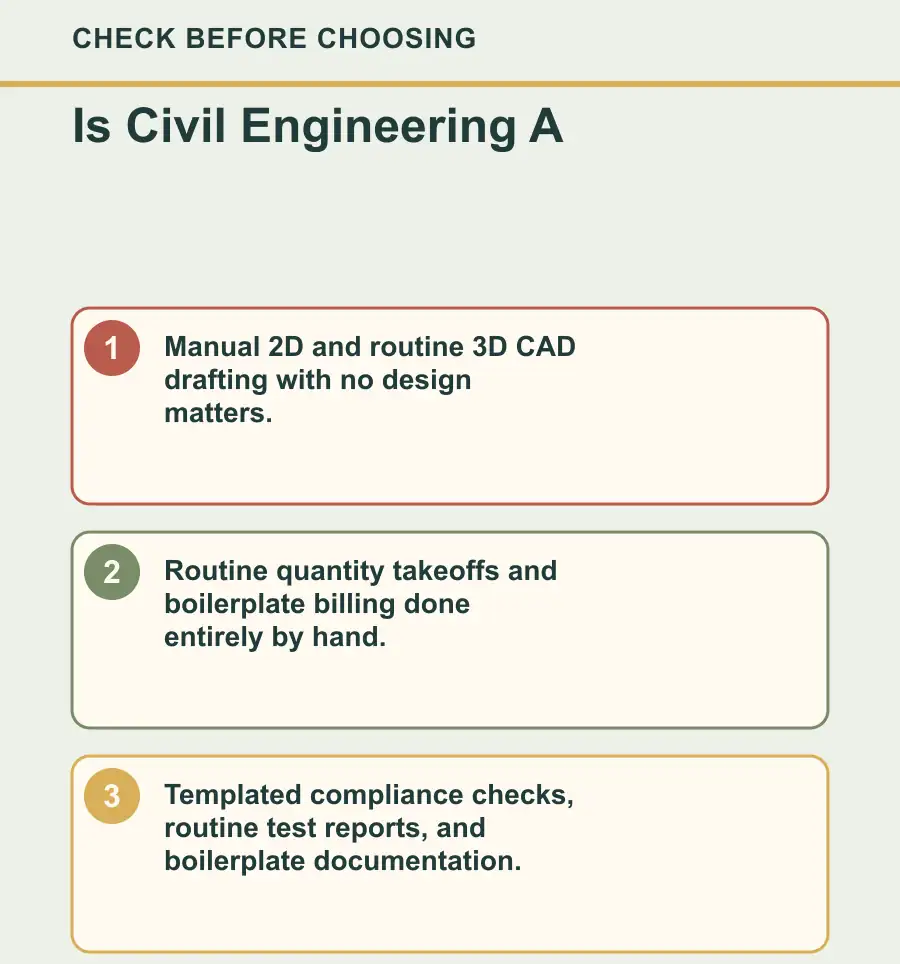 CHECK BEFORE CHOOSING
Is Civil Engineering A
1
Manual 2D and routine 3D CAD
drafting with no design
matters.
2
Routine quantity takeoffs and
boilerplate billing done
entirely by hand.
3
Templated compliance checks,
routine test reports, and
boilerplate documentation.